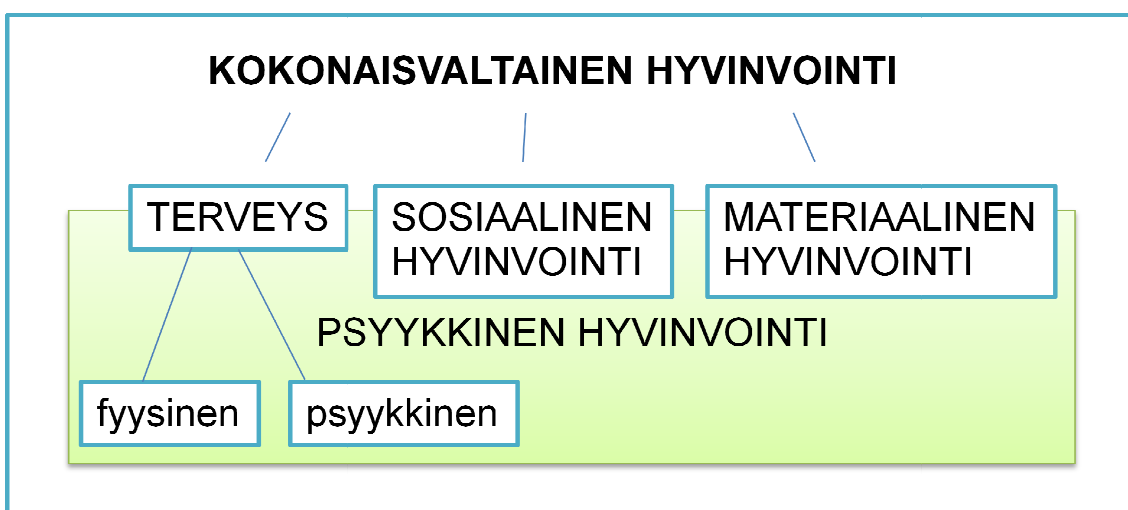 KOKONAISVALTAINEN HYVINVOINTI
TERVEYS
SOSIAALINEN
HYVINVOINTI
MATERIAALINEN
HYVINVOINTI
PSYYKKINEN HYVINVOINTI
fyysinen
psyykkinen